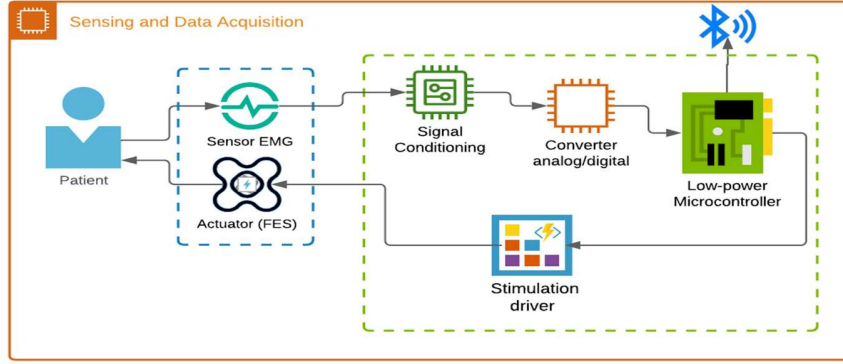 Sensing and Data Acquisition
Sensor EMG
Signal
Conditioning
Converter
analog/digital
Patient
Low-power
Microcontroller
Actuator (FES)
Stimulation
driver